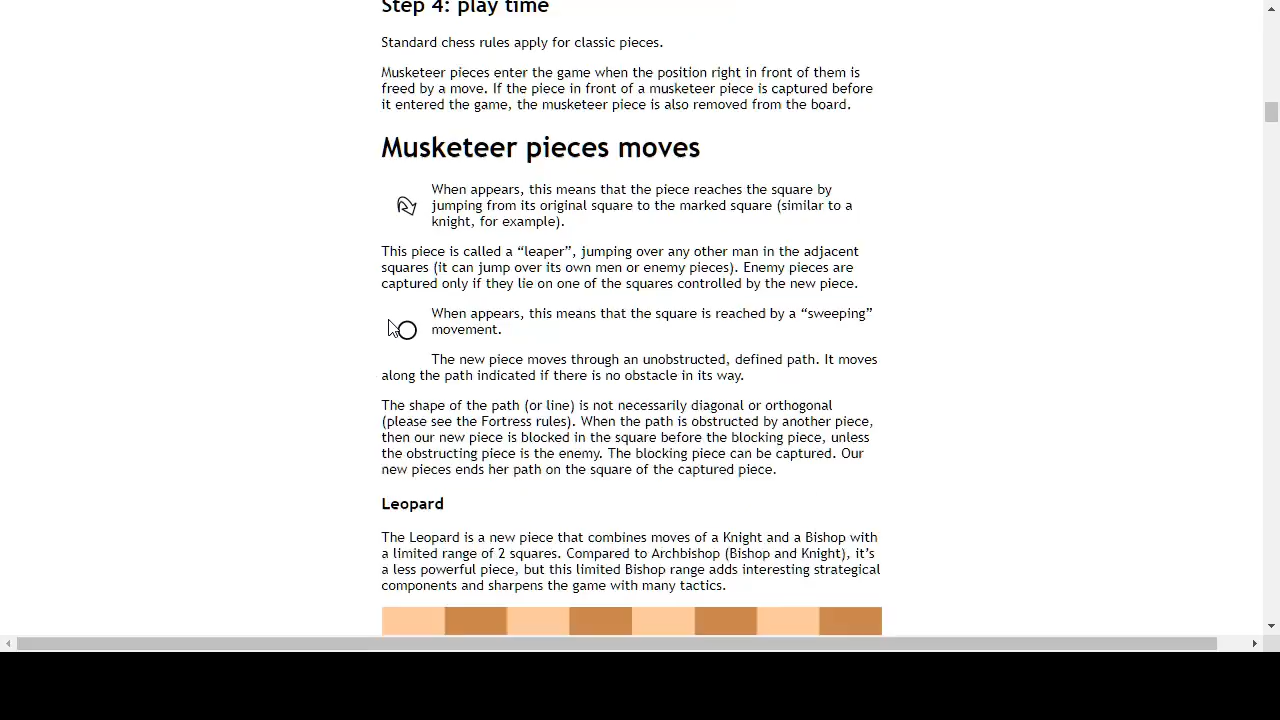 Step 4: play time
Standard chess rules apply for classic pieces.
Musketeer pieces enter the game when the position right in front of them is
freed by a move. If the piece in front of a musketeer piece is captured before
it entered the game, the musketeer piece is also removed from the board.
Musketeer pieces moves
When appears, this means that the piece reaches the square by
jumping from its original square to the marked square (similar to a
knight, for example).
This piece is called a “leaper”, jumping over any other man in the adjacent
squares (it can jump over its own men or enemy pieces). Enemy pieces are
captured only if they lie on one of the squares controlled by the new piece.
When appears, this means that the square is reached by a “sweeping”
movement.
The new piece moves through an unobstructed, defined path. It moves
along the path indicated if there is no obstacle in its way.
The shape of the path (or line) is not necessarily diagonal or orthogonal
(please see the Fortress rules). When the path is obstructed by another piece,
then our new piece is blocked in the square before the blocking piece, unless
the obstructing piece is the enemy. The blocking piece can be captured. Our
new pieces ends her path on the square of the captured piece.
Leopard
The Leopard is a new piece that combines moves of a Knight and a Bishop with
a limited range of 2 squares. Compared to Archbishop (Bishop and Knight), it’s
a less powerful piece, but this limited Bishop range adds interesting strategical
components and sharpens the game with many tactics.